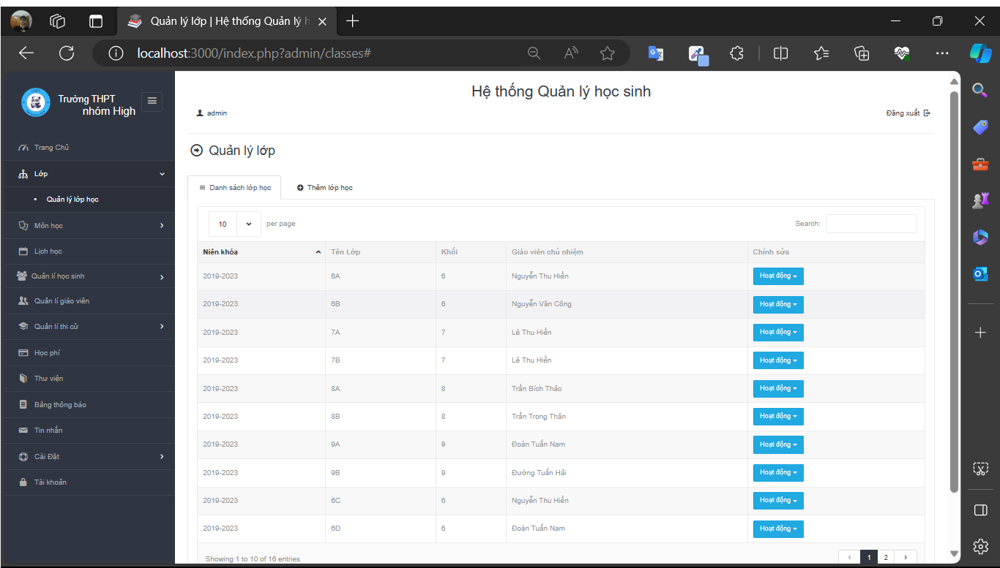 Quản lý lớp | Hệ thống Quản lý h
localhost:3000/index.php?admin/classes#
Trường THPT
nhóm High
Hệ thống Quản lý học sinh
admin
Đăng xuất
Trang Chủ
Lớp
Quản lý lớp học
Môn học
Lịch học
Quản lí học sinh
Quản lí giáo viên
Quản lí thi cử
Học phí
Thư viện
Bảng thông báo
Tin nhắn
Cài Đặt
Tài khoản
Quản lý lớp
Danh sách lớp học Thêm lớp học
10 per page Search:
Niên khóa Tên Lớp Khối Giáo viên chủ nhiệm Chỉnh sửa
2019-2023 6A 6 Nguyễn Thu Hiền Hoạt động
2019-2023 6B 6 Nguyễn Văn Công Hoạt động
2019-2023 7A 7 Lê Thu Hiền Hoạt động
2019-2023 7B 7 Lê Thu Hiền Hoạt động
2019-2023 8A 8 Trần Bích Thảo Hoạt động
2019-2023 8B 8 Trần Trọng Thân Hoạt động
2019-2023 9A 9 Đoàn Tuấn Nam Hoạt động
2019-2023 9B 9 Đường Tuấn Hải Hoạt động
2019-2023 6C 6 Nguyễn Thu Hiền Hoạt động
2019-2023 6D 6 Đoàn Tuấn Nam Hoạt động
Showing 1 to 10 of 16 entries 1 2